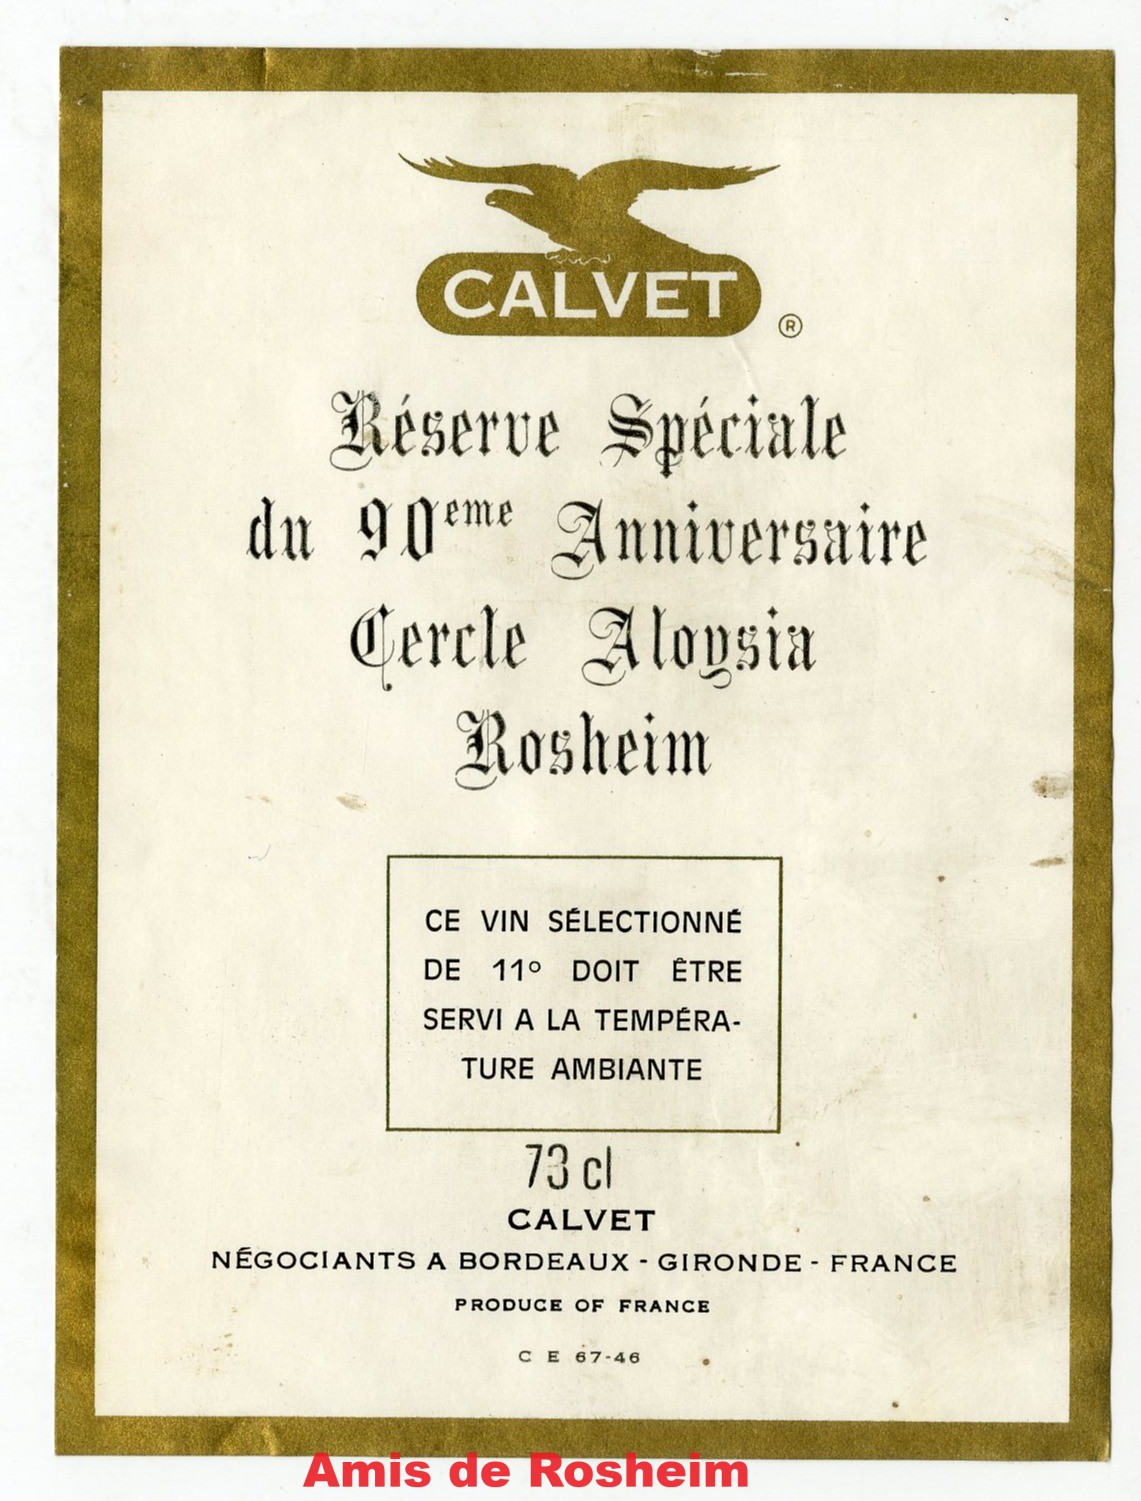 CALVET
®
Réserve Spéciale
du 90eme Anniversaire
Cercle Aloysia
Rosheim
CE VIN SÉLECTIONNÉ
DE 11º DOIT ÊTRE
SERVI A LA TEMPÉRA-
TURE AMBIANTE
73 cl
CALVET
NÉGOCIANTS A BORDEAUX - GIRONDE - FRANCE
PRODUCE OF FRANCE
C E 67-46
Amis de Rosheim